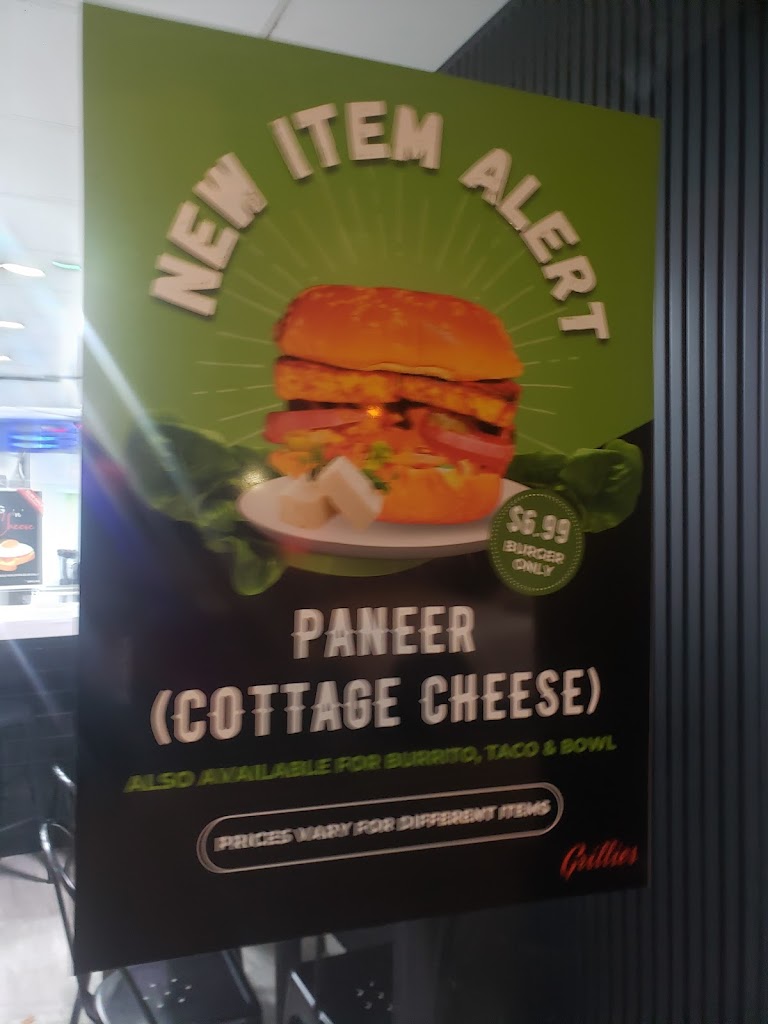 NEW ITEM ALERT
$6.99
BURGER
ONLY
PANEER
(COTTAGE CHEESE)
ALSO AVAILABLE FOR BURRITO, TACO & BOWL
PRICES VARY FOR DIFFERENT ITEMS
Grillies